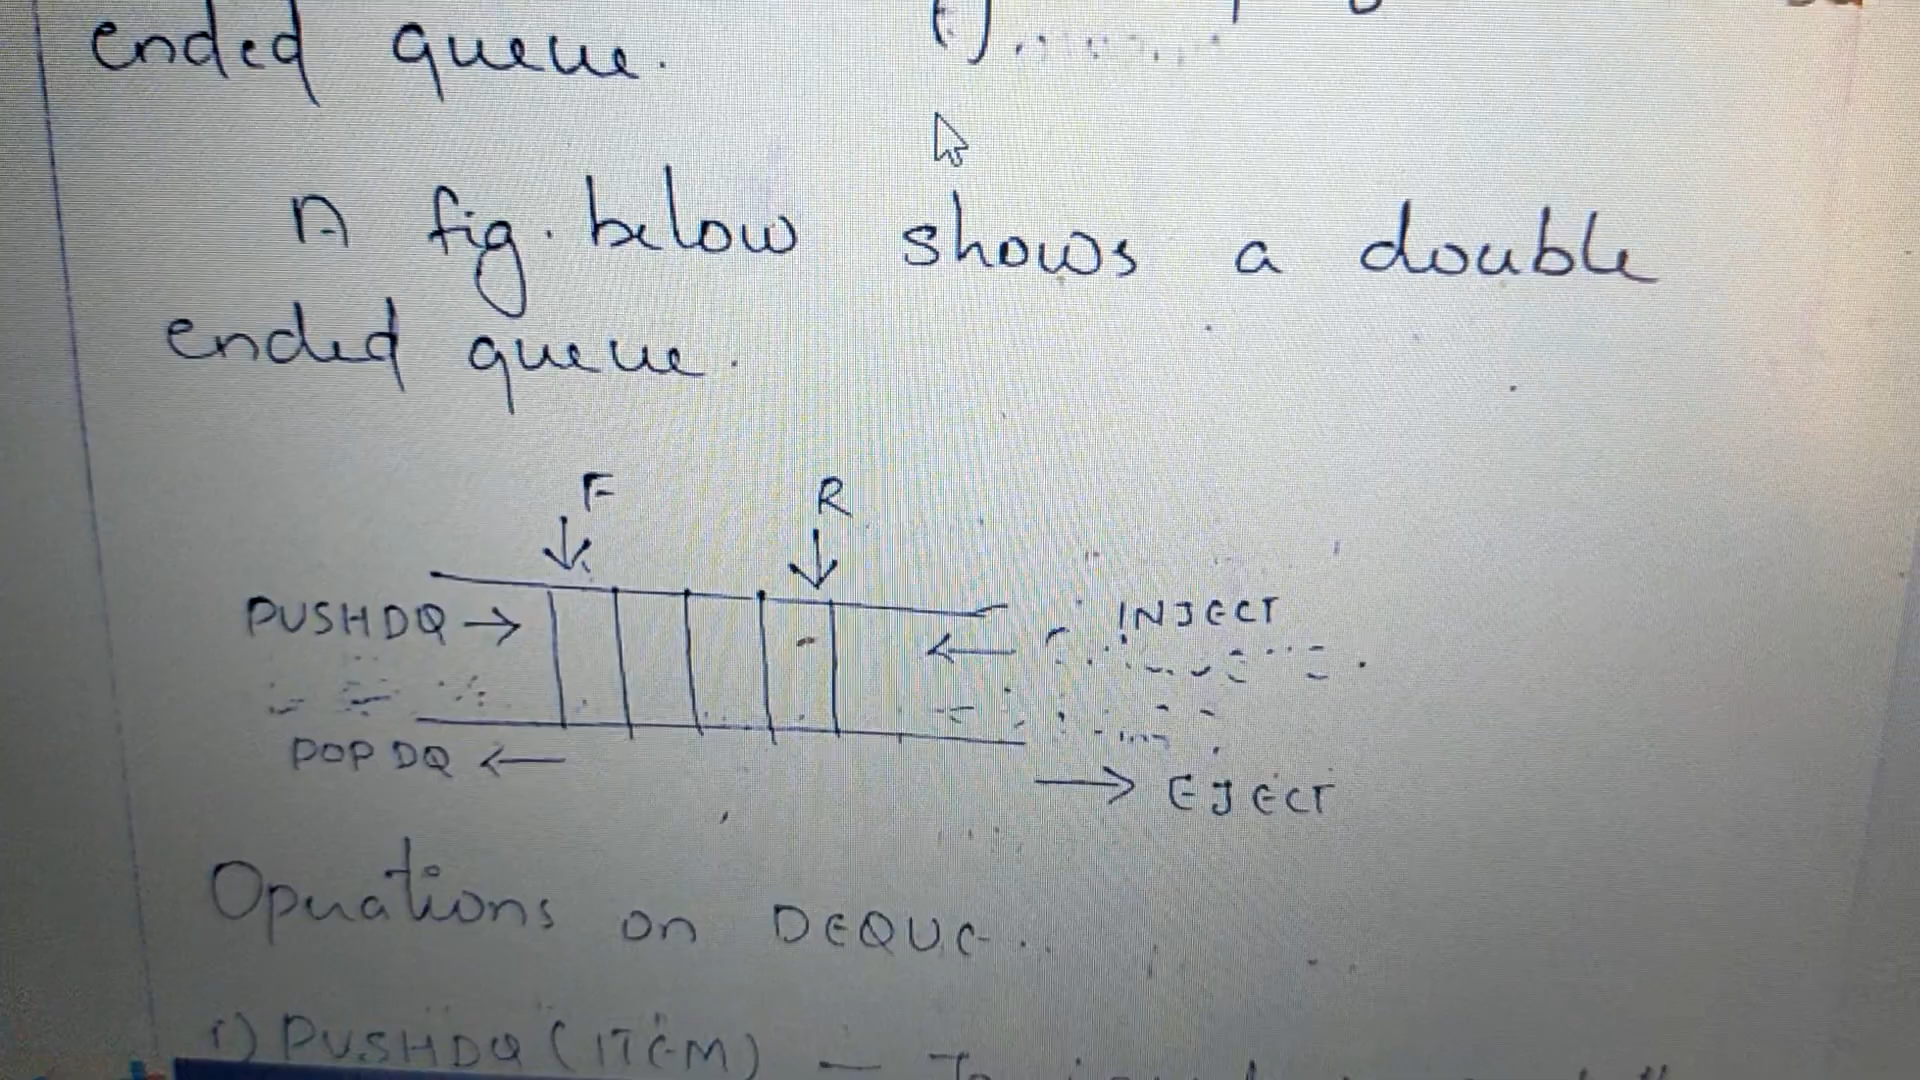 ended queue.
A fig. below shows a double
ended queue.
F R
PUSHDQ → ← INJECT
POP DQ ← → EJECT
Operations on DEQUE..
1) PUSHDQ (ITEM) — To